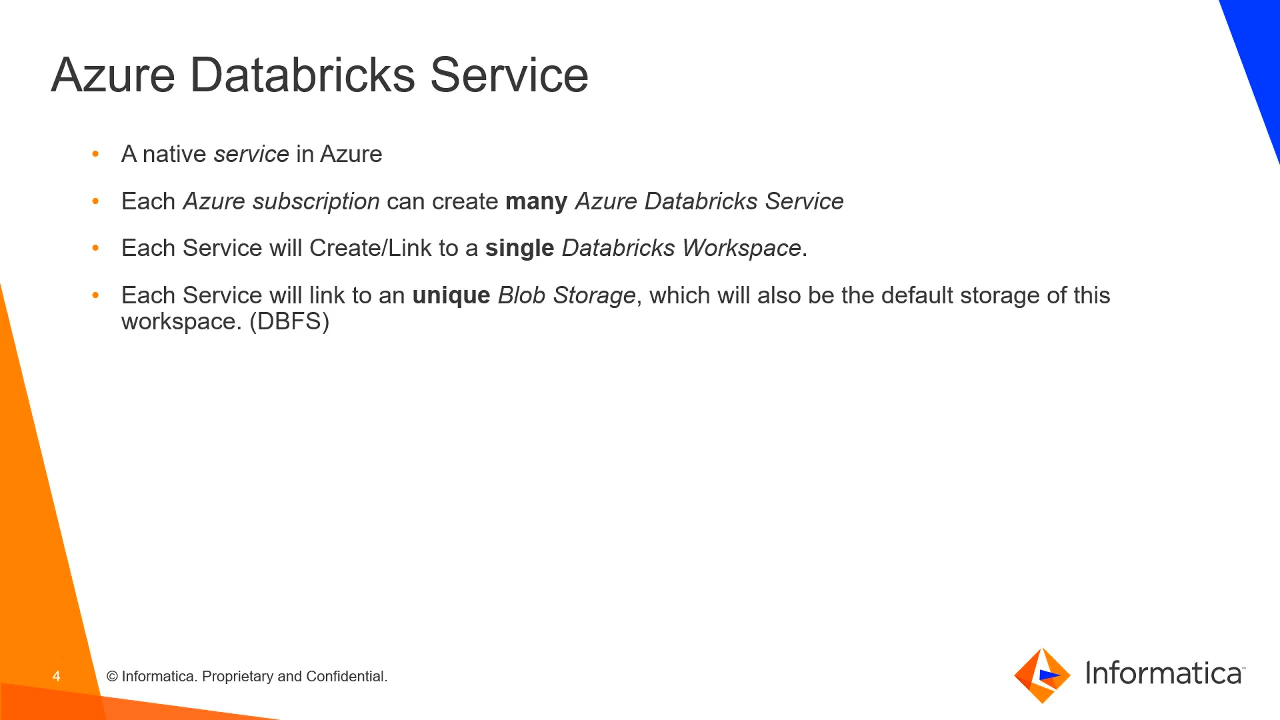 Azure Databricks Service
• A native service in Azure
• Each Azure subscription can create many Azure Databricks Service
• Each Service will Create/Link to a single Databricks Workspace.
• Each Service will link to an unique Blob Storage, which will also be the default storage of this
workspace. (DBFS)
4
© Informatica. Proprietary and Confidential.
Informatica™